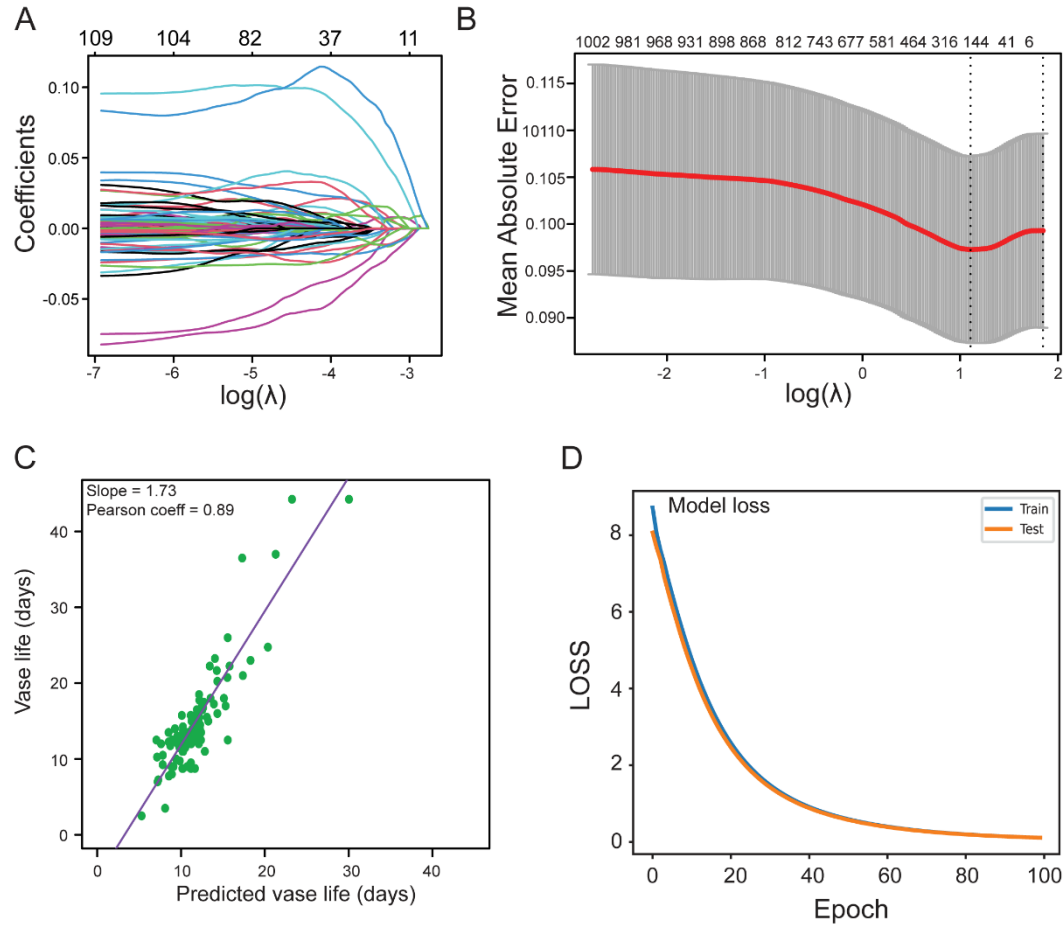 A
109 104 82 37 11
0.10
0.05
0.00
-0.05
Coefficients
-7 -6 -5 -4 -3
log(λ)
B
1002 981 968 931 898 868 812 743 677 581 464 316 144 41 6
0.115
10110
0.105
0.100
0.095
0.090
Mean Absolute Error
-2 -1 0 1 2
log(λ)
C
Slope = 1.73
Pearson coeff = 0.89
40
30
20
10
0
Vase life (days)
0 10 20 30 40
Predicted vase life (days)
D
Model loss
Train
Test
8
6
4
2
0
LOSS
0 20 40 60 80 100
Epoch